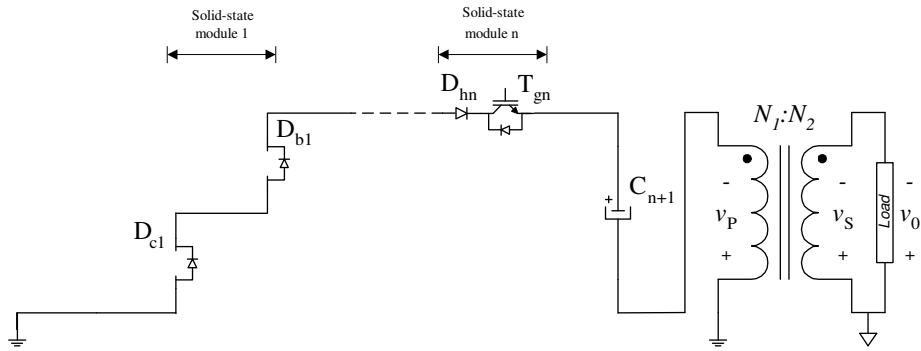 Solid-state
module 1
Solid-state
module n
D_hn
T_gn
D_b1
N_1:N_2
+
C_n+1
- v_P +
- v_S +
Load
- v_0 +
D_c1